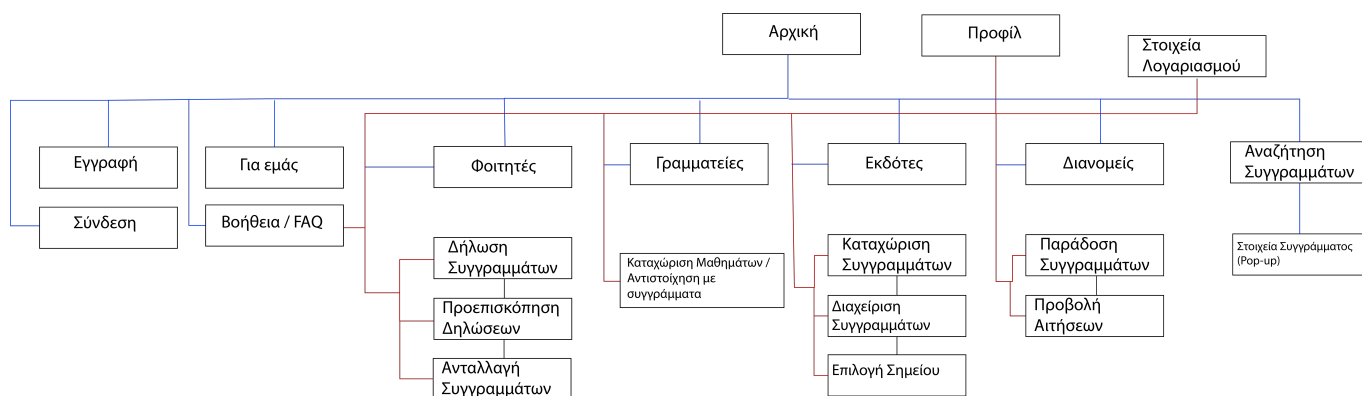 Αρχική
Προφίλ
Στοιχεία
Λογαριασμού
Εγγραφή
Για εμάς
Φοιτητές
Γραμματείες
Εκδότες
Διανομείς
Αναζήτηση
Συγγραμμάτων
Σύνδεση
Βοήθεια / FAQ
Δήλωση
Συγγραμμάτων
Προεπισκόπηση
Δηλώσεων
Ανταλλαγή
Συγγραμμάτων
Καταχώριση Μαθημάτων /
Αντιστοίχηση με
συγγράμματα
Καταχώριση
Συγγραμμάτων
Διαχείριση
Συγγραμμάτων
Επιλογή Σημείου
Παράδοση
Συγγραμμάτων
Προβολή
Αιτήσεων
Στοιχεία Συγγράμματος
(Pop-up)